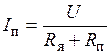 Iп = U / (Rя + Rп)